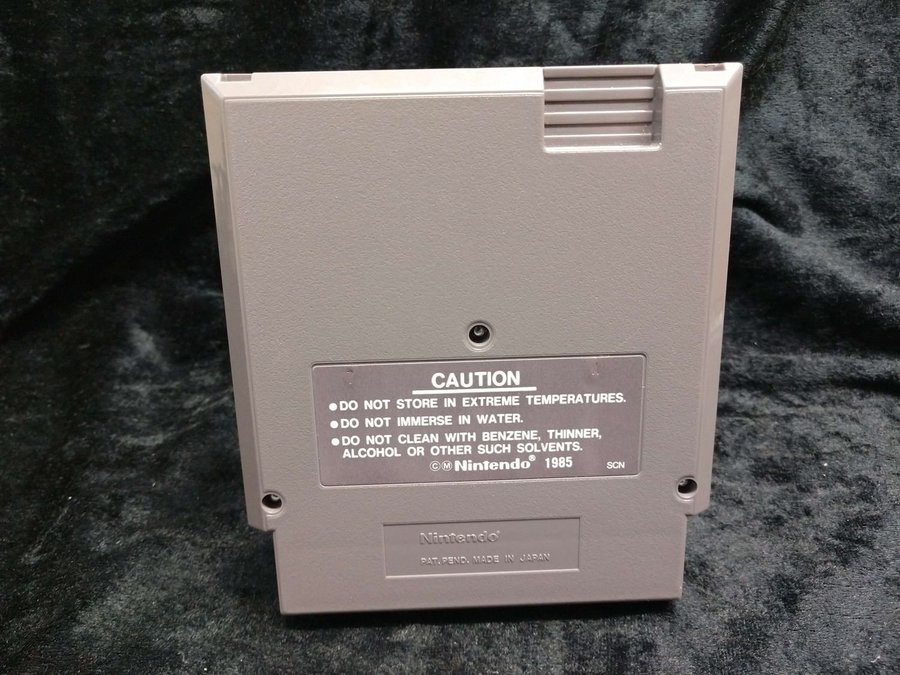 CAUTION
●DO NOT STORE IN EXTREME TEMPERATURES.
●DO NOT IMMERSE IN WATER.
●DO NOT CLEAN WITH BENZENE, THINNER,
ALCOHOL OR OTHER SUCH SOLVENTS.
©Ⓜ Nintendo® 1985 SCN
Nintendo®
PAT. PEND. MADE IN JAPAN